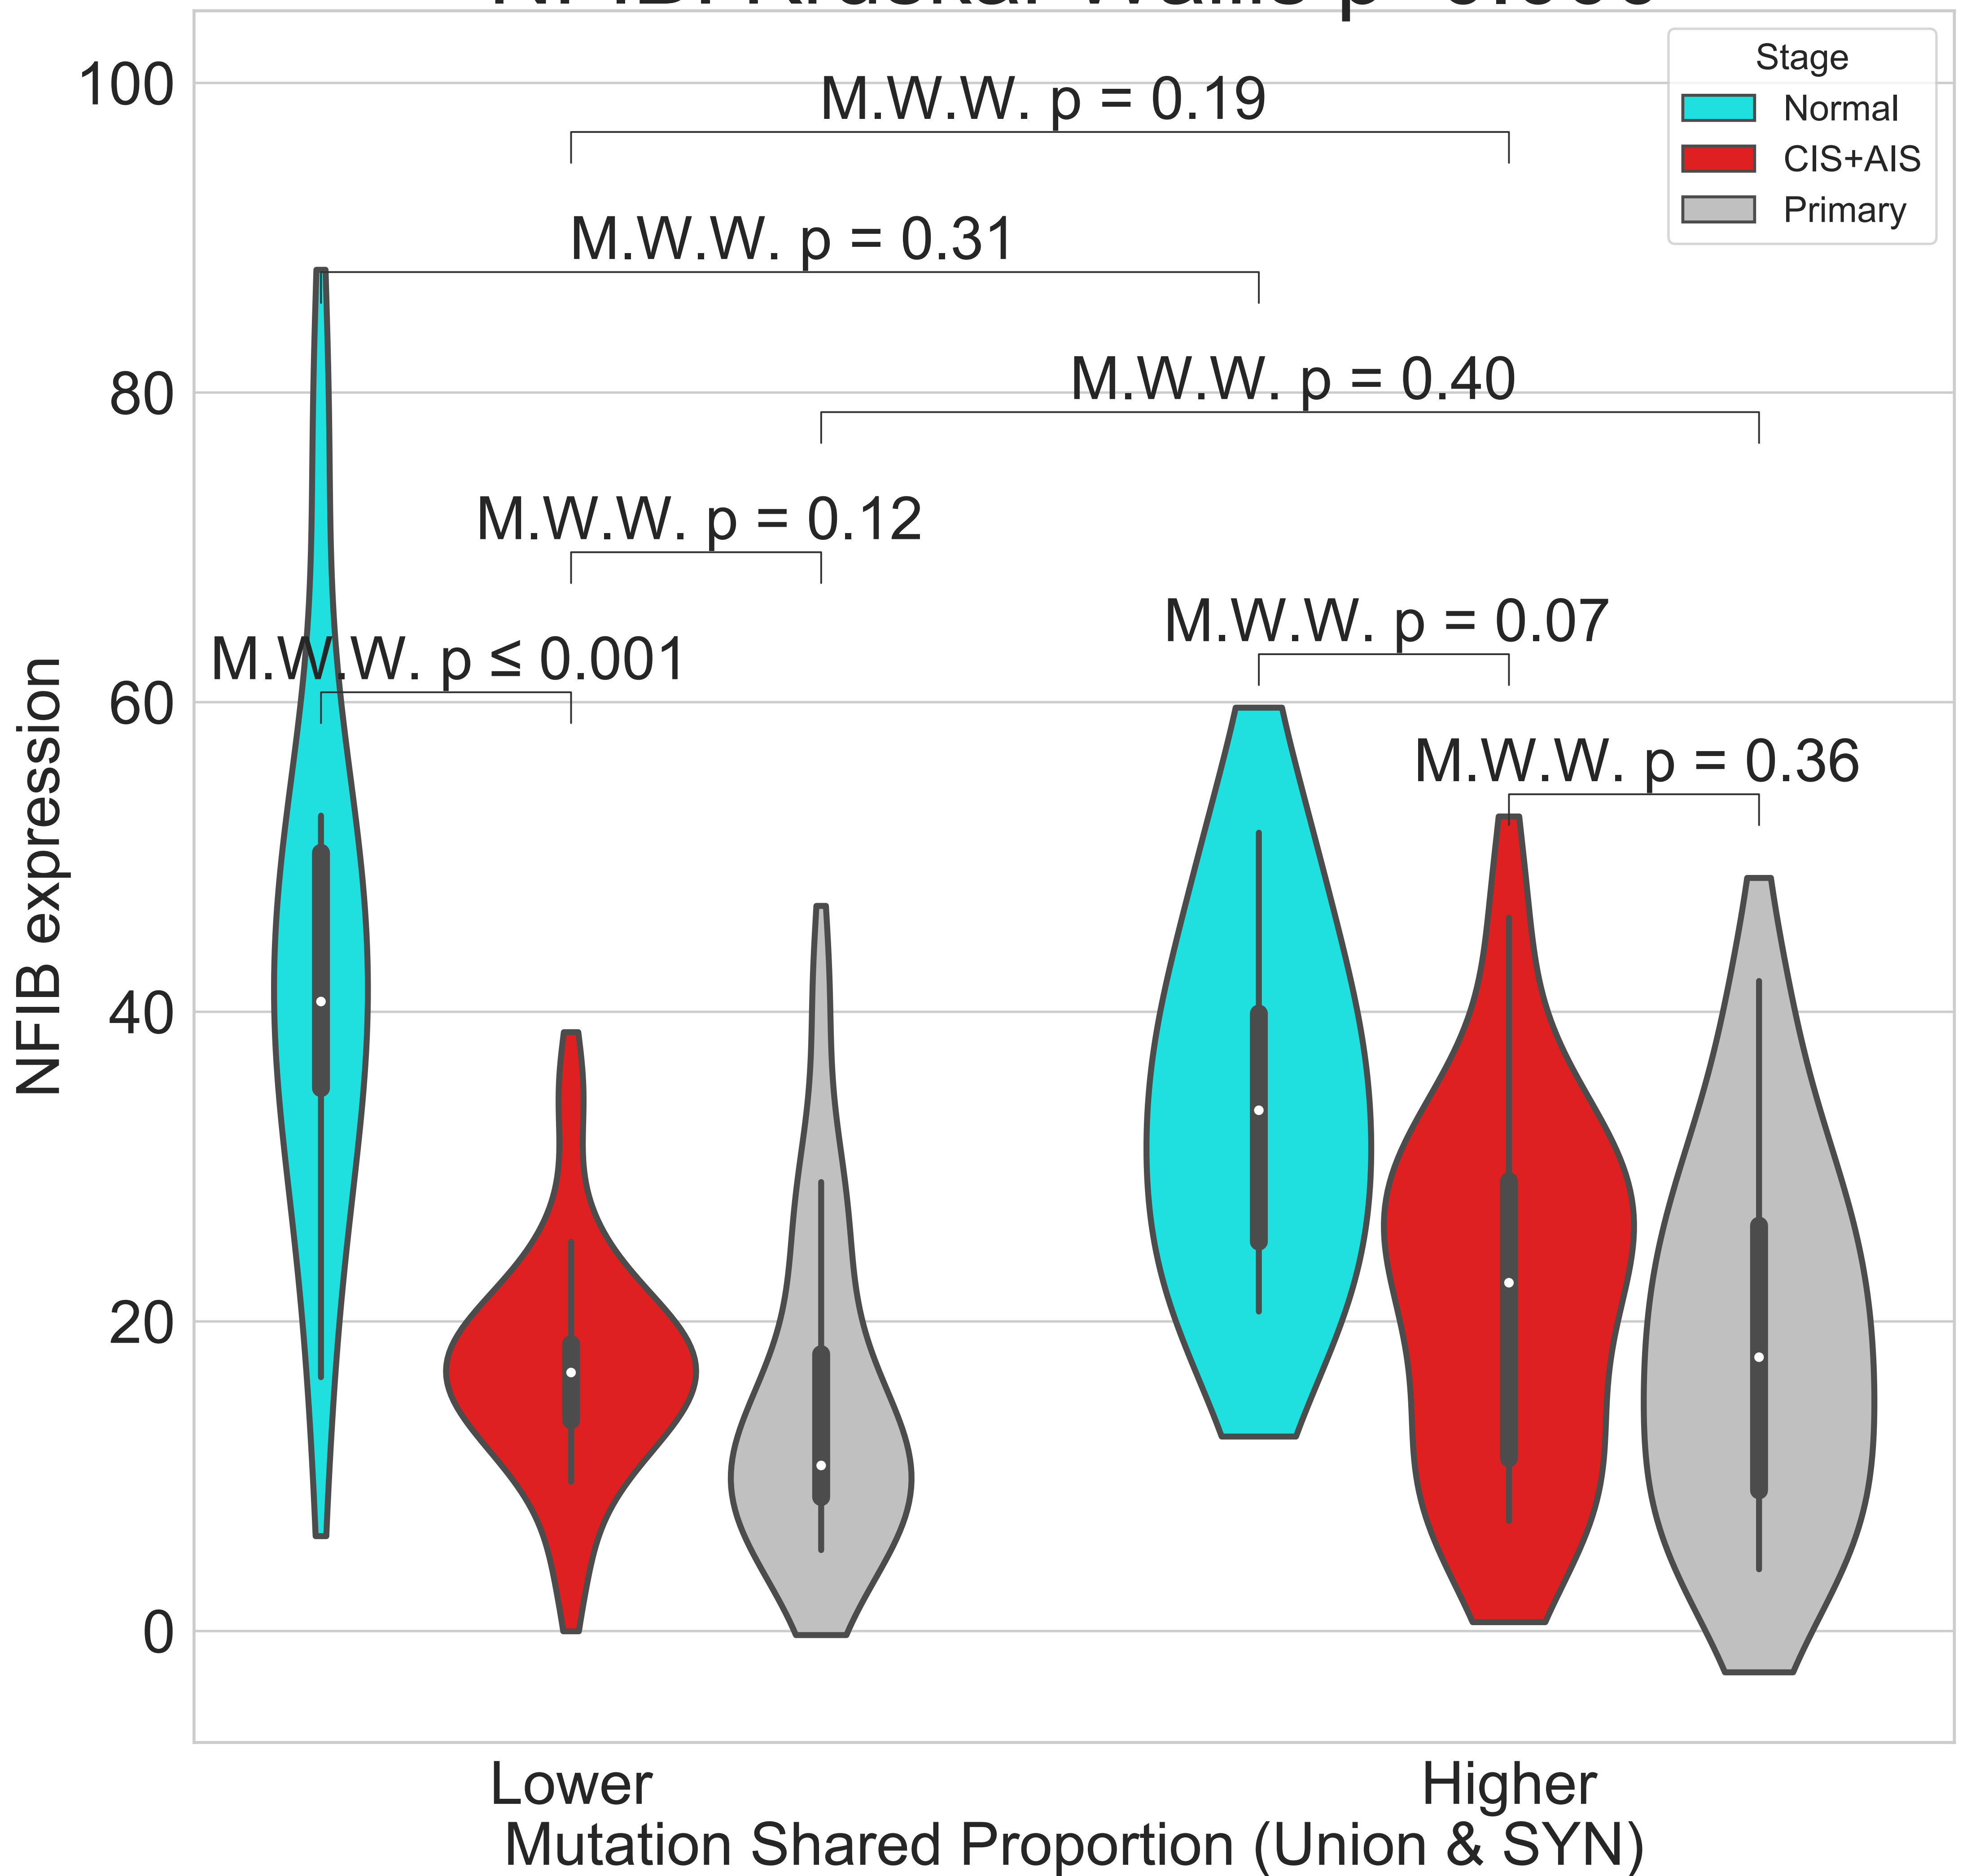 100
M.W.W. p = 0.19
Stage
Normal
CIS+AIS
Primary
M.W.W. p = 0.31
80
M.W.W. p = 0.40
M.W.W. p = 0.12
M.W.W. p ≤ 0.001
M.W.W. p = 0.07
60
M.W.W. p = 0.36
NFIB expression
40
20
0
Lower
Higher
Mutation Shared Proportion (Union & SYN)